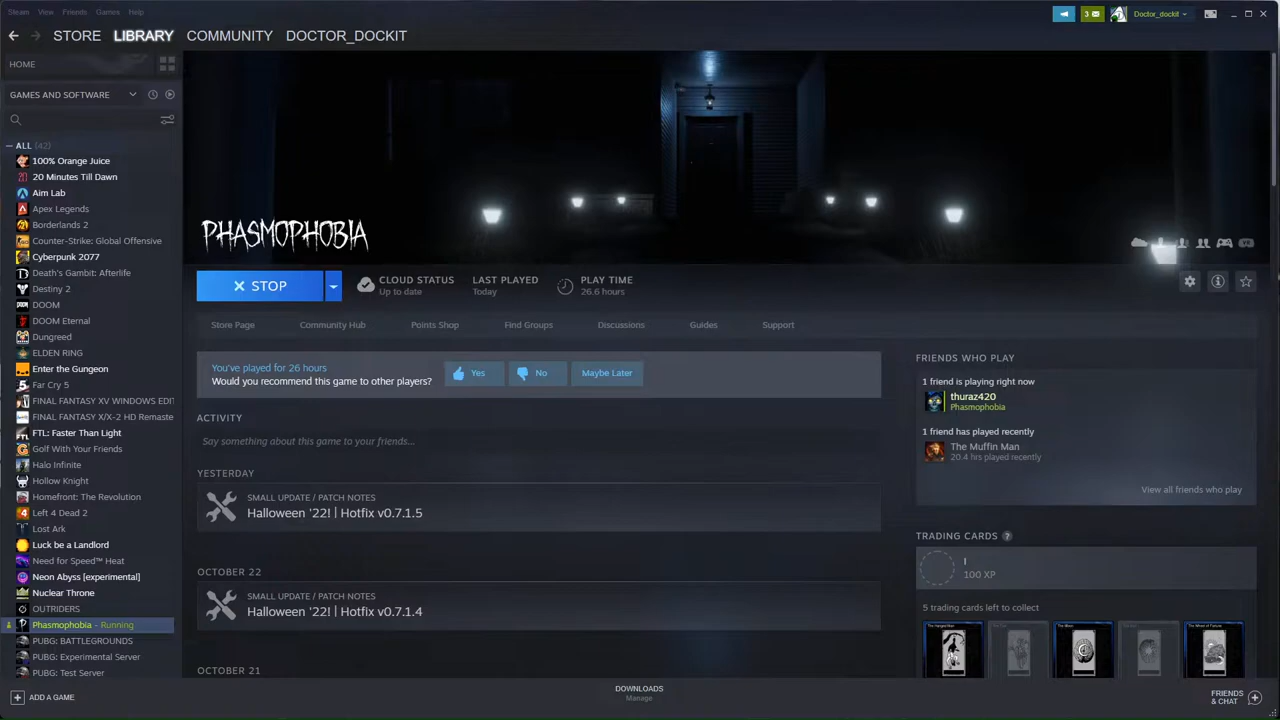 Steam View Friends Games Help
3 Doctor_dockit
STORE LIBRARY COMMUNITY DOCTOR_DOCKIT
HOME
GAMES AND SOFTWARE
ALL (42)
100% Orange Juice
20 Minutes Till Dawn
Aim Lab
Apex Legends
Borderlands 2
Counter-Strike: Global Offensive
Cyberpunk 2077
Death's Gambit: Afterlife
Destiny 2
DOOM
DOOM Eternal
Dungreed
ELDEN RING
Enter the Gungeon
Far Cry 5
FINAL FANTASY XV WINDOWS EDIT
FINAL FANTASY X/X-2 HD Remaste
FTL: Faster Than Light
Golf With Your Friends
Halo Infinite
Hollow Knight
Homefront: The Revolution
Left 4 Dead 2
Lost Ark
Luck be a Landlord
Need for Speed™ Heat
Neon Abyss [experimental]
Nuclear Throne
OUTRIDERS
Phasmophobia - Running
PUBG: BATTLEGROUNDS
PUBG: Experimental Server
PUBG: Test Server
PHASMOPHOBIA
STOP
CLOUD STATUS
Up to date
LAST PLAYED
Today
PLAY TIME
26.6 hours
Store Page Community Hub Points Shop Find Groups Discussions Guides Support
You've played for 26 hours
Would you recommend this game to other players?
Yes No Maybe Later
ACTIVITY
Say something about this game to your friends...
YESTERDAY
SMALL UPDATE / PATCH NOTES
Halloween '22! | Hotfix v0.7.1.5
OCTOBER 22
SMALL UPDATE / PATCH NOTES
Halloween '22! | Hotfix v0.7.1.4
OCTOBER 21
FRIENDS WHO PLAY
1 friend is playing right now
thuraz420
Phasmophobia
1 friend has played recently
The Muffin Man
20.4 hrs played recently
View all friends who play
TRADING CARDS ?
100 XP
5 trading cards left to collect
The Hanged Man
The Moon
The Wheel of Fortune
ADD A GAME
DOWNLOADS
Manage
FRIENDS
& CHAT